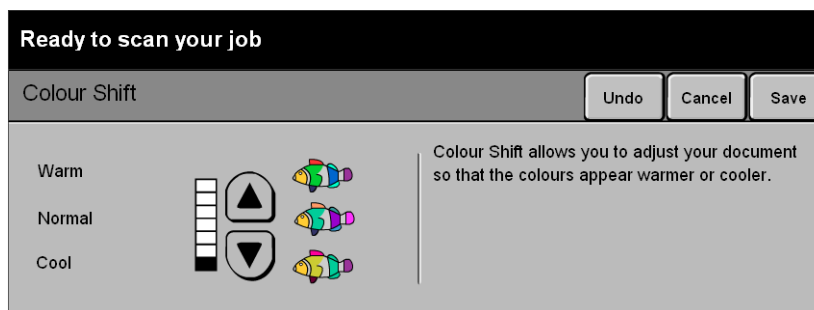 Ready to scan your job
Colour Shift
Undo
Cancel
Save
Warm
Normal
Cool
Colour Shift allows you to adjust your document
so that the colours appear warmer or cooler.